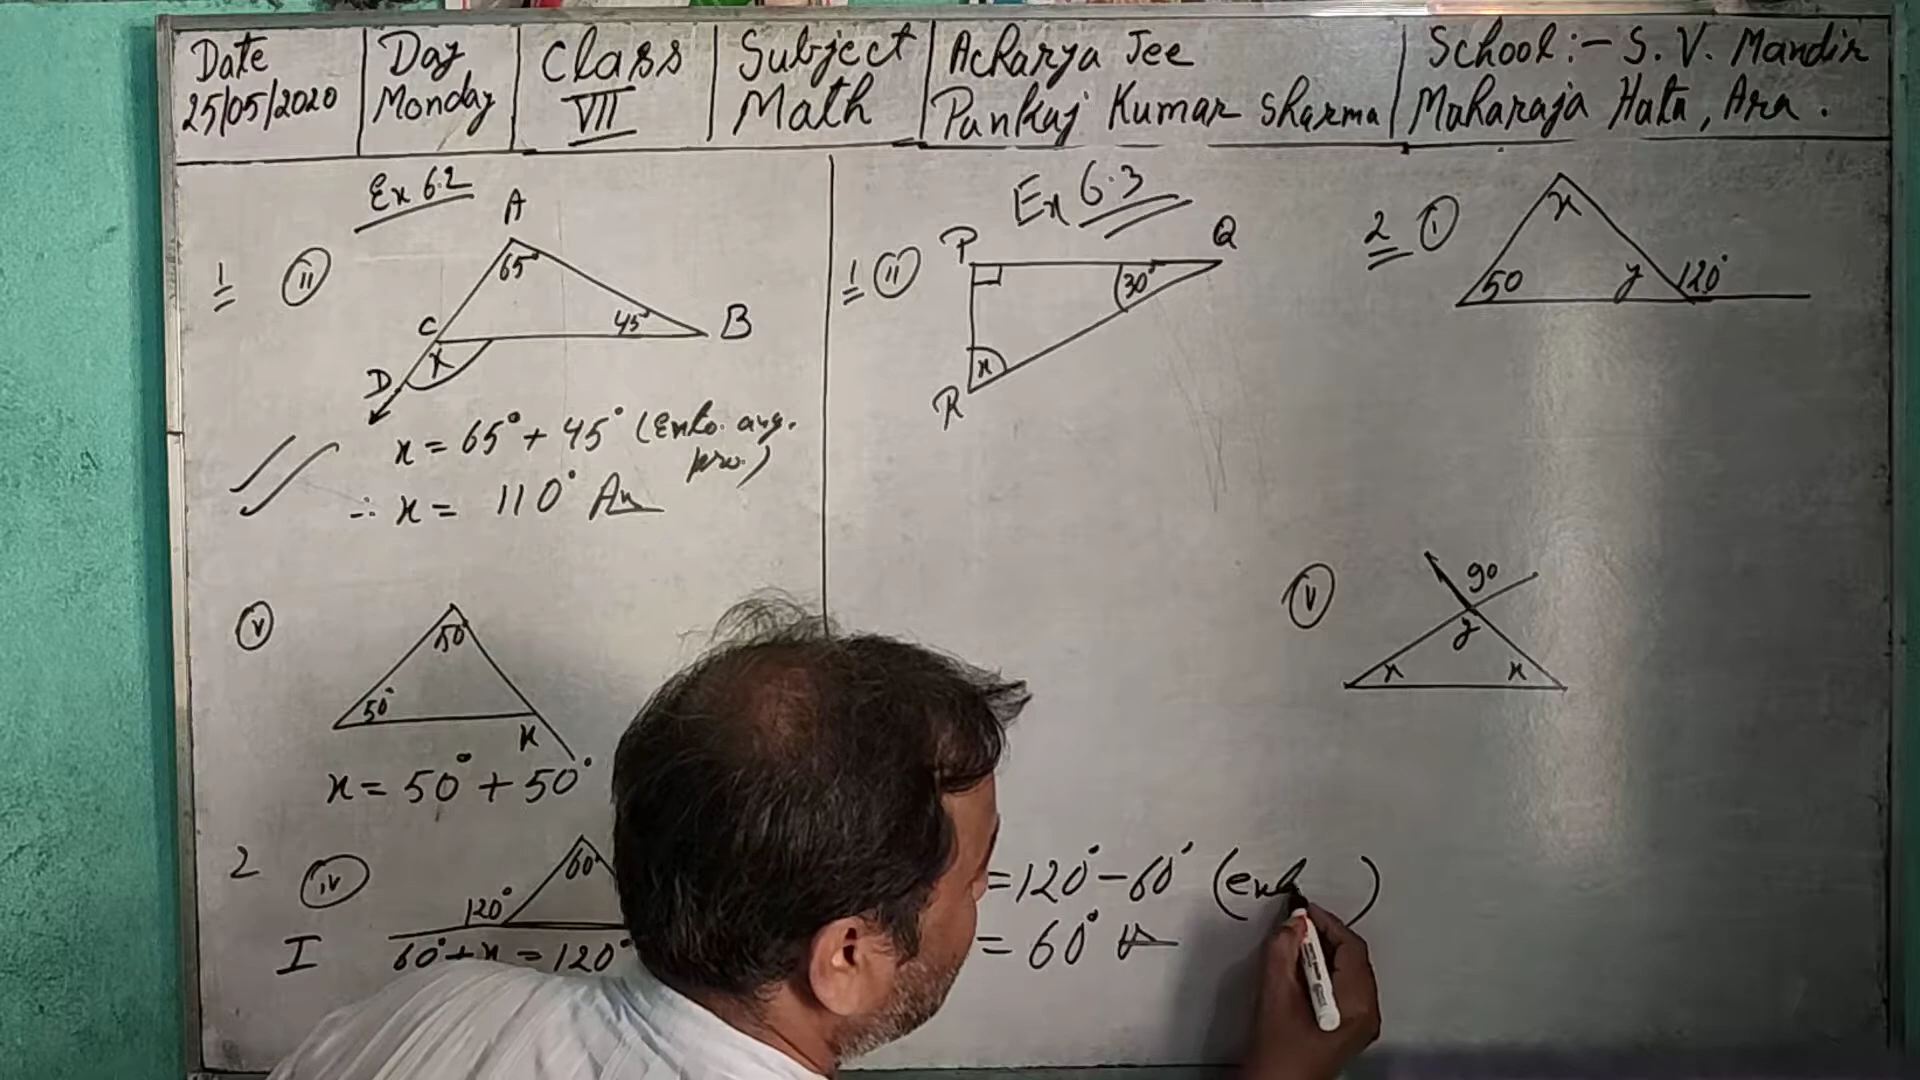 Date
25/05/2020
Day
Monday
Class
VII
Subject
Math
Acharya Jee
Pankaj Kumar Sharma
School:- S. V. Mandir
Maharaja Hata, Ara.
Ex 6.2
1 (ii)
A
65°
C
45°
B
x
D
x = 65° + 45° (Exto. ang.
pro.)
∴ x = 110° An
(v)
50°
50°
x
x = 50° + 50°
2 (iv)
60°
120°
I 60° + x = 120°
= 120° - 60° (ext )
= 60° A
Ex 6.3
1 (ii)
P
Q
30°
x
R
2 (i)
x
50
y
120°
(v)
90
y
x
x